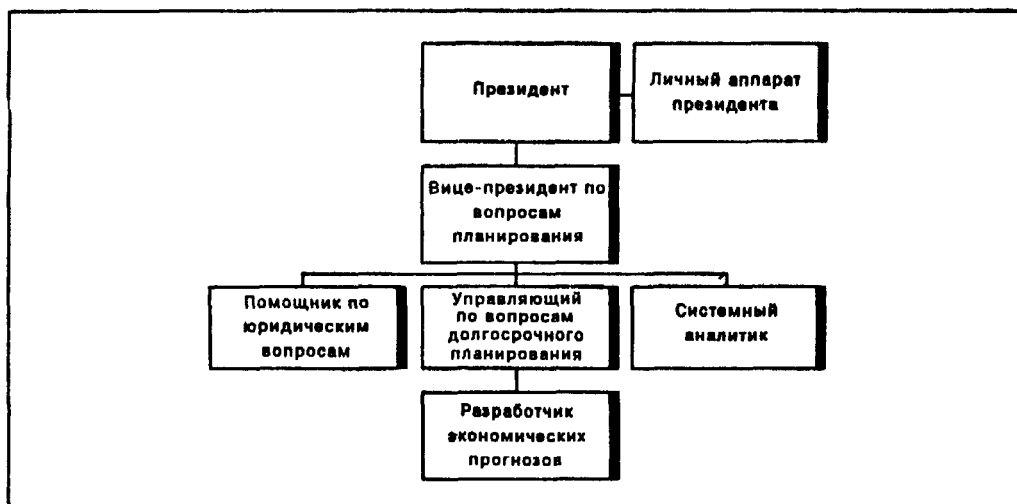 Президент
Личный аппарат
президента
Вице-президент по
вопросам
планирования
Помощник по
юридическим
вопросам
Управляющий
по вопросам
долгосрочного
планирования
Системный
аналитик
Разработчик
экономических
прогнозов